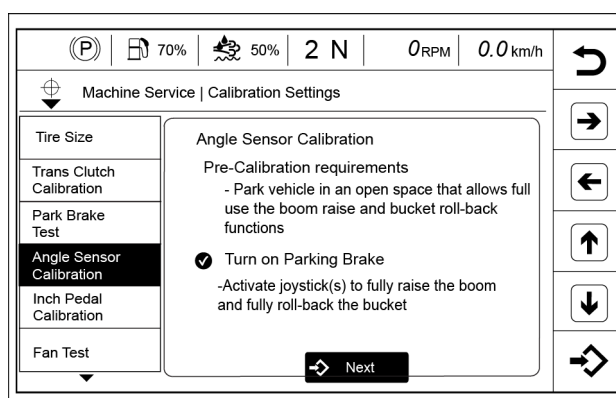 (P) 70% 50% 2 N 0 RPM 0.0 km/h
Machine Service | Calibration Settings
Tire Size
Trans Clutch
Calibration
Park Brake
Test
Angle Sensor
Calibration
Inch Pedal
Calibration
Fan Test
Angle Sensor Calibration
Pre-Calibration requirements
- Park vehicle in an open space that allows full
use the boom raise and bucket roll-back
functions
Turn on Parking Brake
-Activate joystick(s) to fully raise the boom
and fully roll-back the bucket
Next